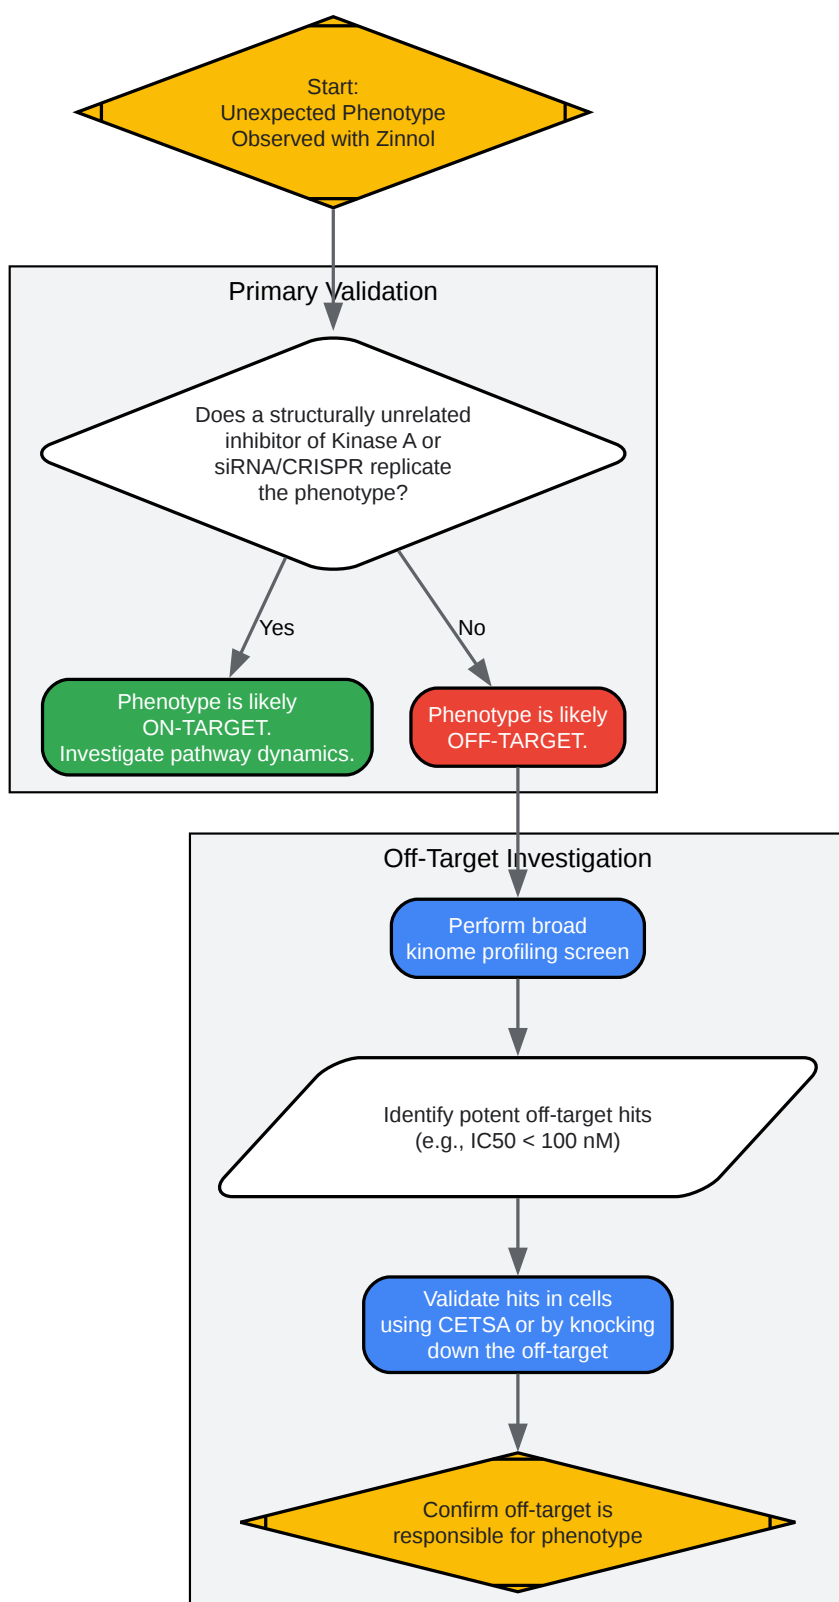 Start:
Unexpected Phenotype
Observed with Zinnol
Primary Validation
Does a structurally unrelated
inhibitor of Kinase A or
siRNA/CRISPR replicate
the phenotype?
Yes
No
Phenotype is likely
ON-TARGET.
Investigate pathway dynamics.
Phenotype is likely
OFF-TARGET.
Off-Target Investigation
Perform broad
kinome profiling screen
Identify potent off-target hits
(e.g., IC50 < 100 nM)
Validate hits in cells
using CETSA or by knocking
down the off-target
Confirm off-target is
responsible for phenotype